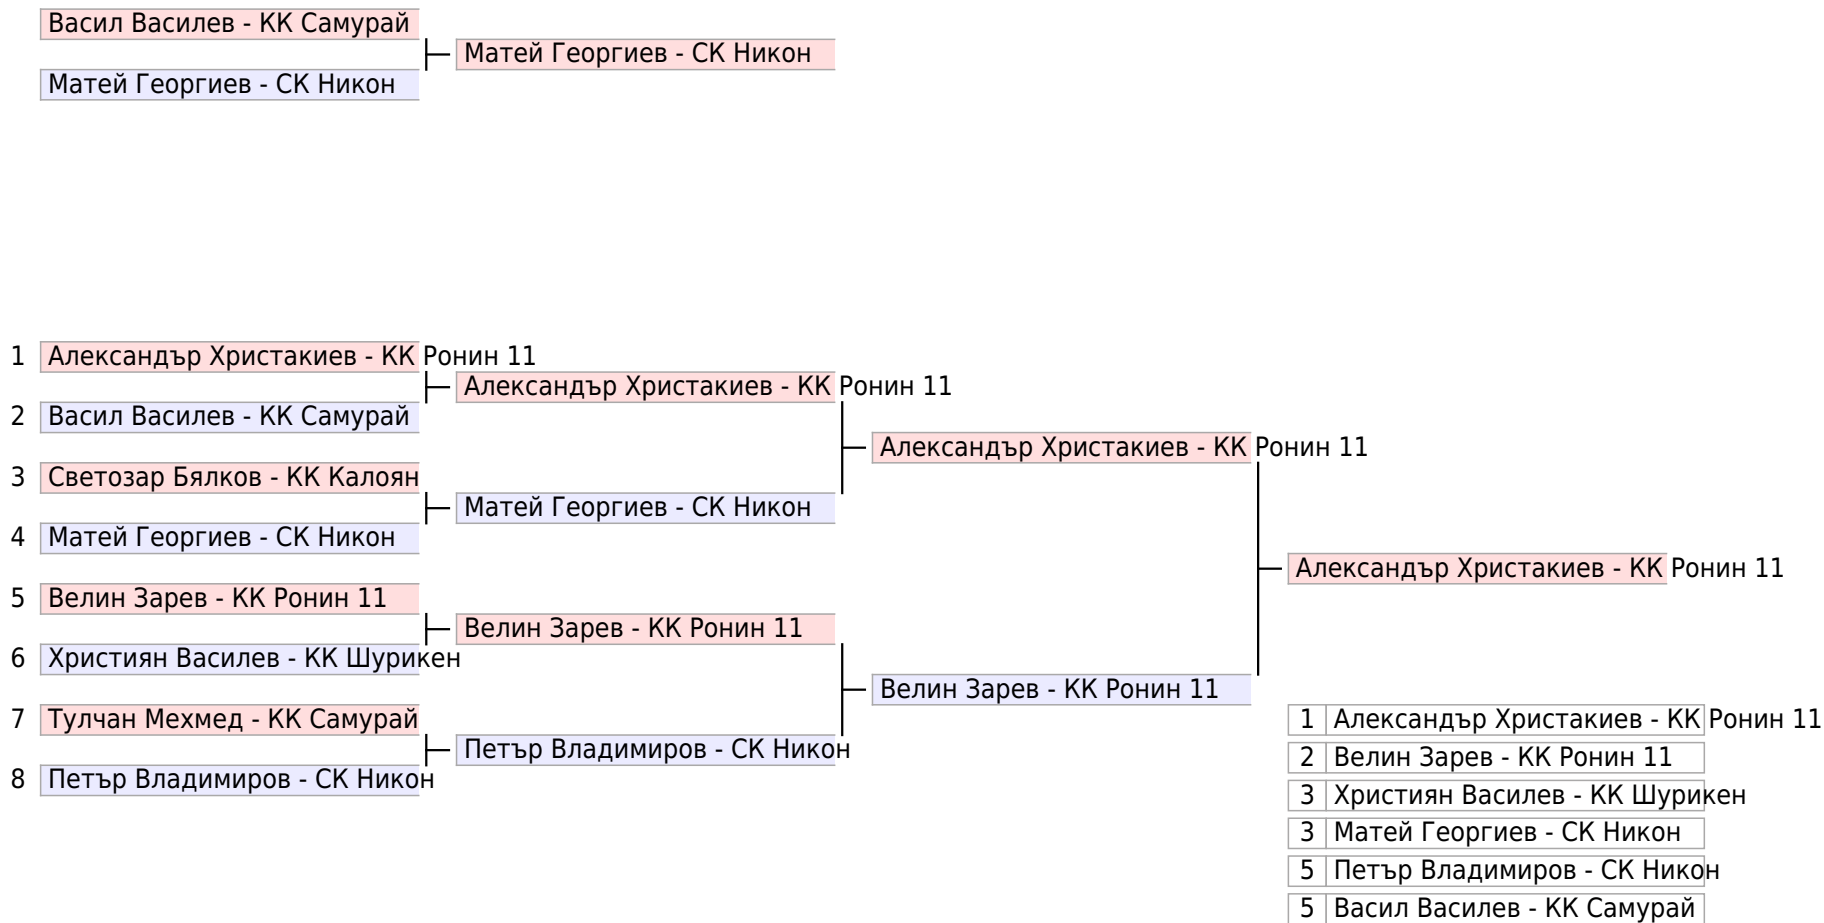 Васил Василев - КК Самурай
Матей Георгиев - СК Никон
Матей Георгиев - СК Никон
1 Александър Христакиев - КК Ронин 11
Александър Христакиев - КК Ронин 11
2 Васил Василев - КК Самурай
Александър Христакиев - КК Ронин 11
3 Светозар Бялков - КК Калоян
Матей Георгиев - СК Никон
4 Матей Георгиев - СК Никон
Александър Христакиев - КК Ронин 11
5 Велин Зарев - КК Ронин 11
Велин Зарев - КК Ронин 11
6 Християн Василев - КК Шурикен
Велин Зарев - КК Ронин 11
7 Тулчан Мехмед - КК Самурай
Петър Владимиров - СК Никон
8 Петър Владимиров - СК Никон
1 Александър Христакиев - КК Ронин 11
2 Велин Зарев - КК Ронин 11
3 Християн Василев - КК Шурикен
3 Матей Георгиев - СК Никон
5 Петър Владимиров - СК Никон
5 Васил Василев - КК Самурай